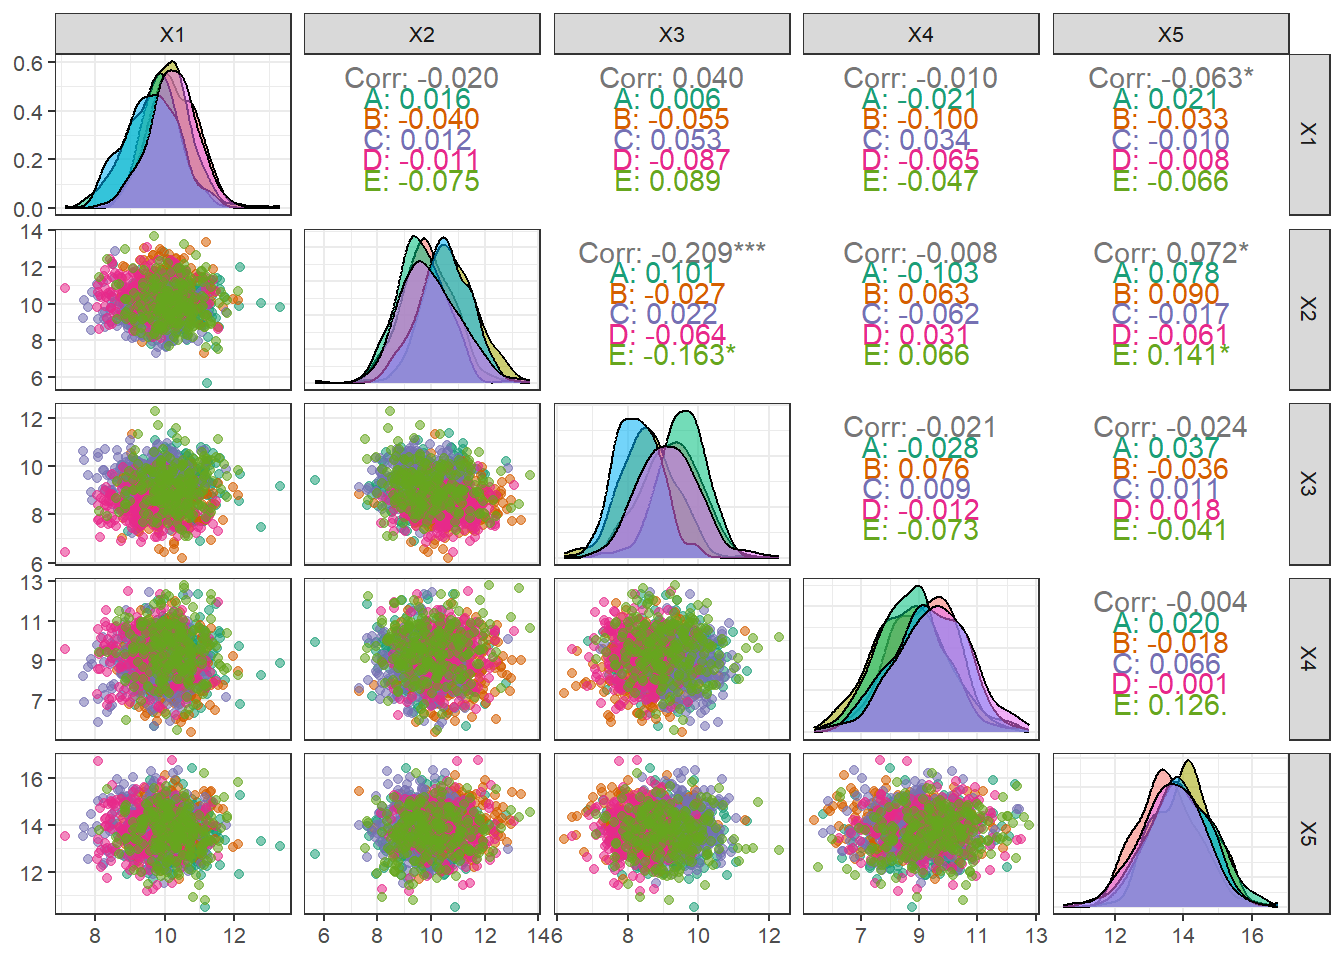 X1 X2 X3 X4 X5
0.6
0.4
0.2
0.0
Corr: -0.020
A: 0.016
B: -0.040
C: 0.012
D: -0.011
E: -0.075
Corr: 0.040
A: 0.006
B: -0.055
C: 0.053
D: -0.087
E: 0.089
Corr: -0.010
A: -0.021
B: -0.100
C: 0.034
D: -0.065
E: -0.047
Corr: -0.063*
A: 0.021
B: -0.033
C: -0.010
D: -0.008
E: -0.066
X1
14
12
10
8
6
Corr: -0.209***
A: 0.101
B: -0.027
C: 0.022
D: -0.064
E: -0.163*
Corr: -0.008
A: -0.103
B: 0.063
C: -0.062
D: 0.031
E: 0.066
Corr: 0.072*
A: 0.078
B: 0.090
C: -0.017
D: -0.061
E: 0.141*
X2
12
10
8
6
Corr: -0.021
A: -0.028
B: 0.076
C: 0.009
D: -0.012
E: -0.073
Corr: -0.024
A: 0.037
B: -0.036
C: 0.011
D: 0.018
E: -0.041
X3
13
11
9
7
Corr: -0.004
A: 0.020
B: -0.018
C: 0.066
D: -0.001
E: 0.126.
X4
16
14
12
X5
8 10 12 6 8 10 12 14 6 8 10 12 7 9 11 13 12 14 16